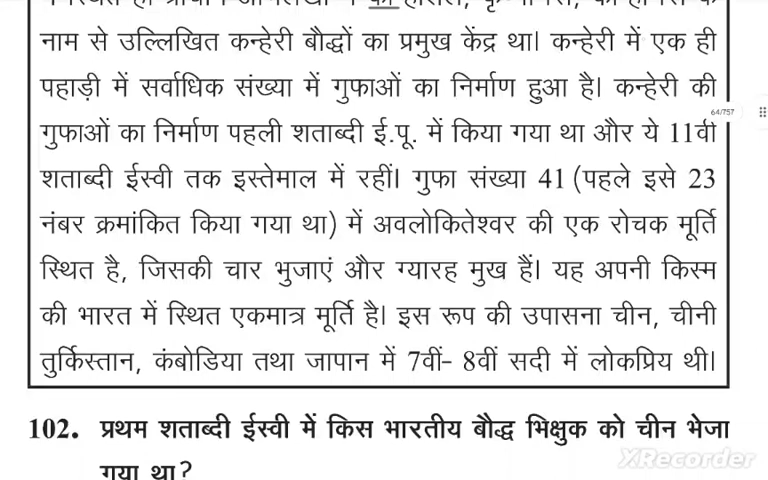 नाम से उल्लिखित कन्हेरी बौद्धों का प्रमुख केंद्र था। कन्हेरी में एक ही
पहाड़ी में सर्वाधिक संख्या में गुफाओं का निर्माण हुआ है। कन्हेरी की
64/757
गुफाओं का निर्माण पहली शताब्दी ई.पू. में किया गया था और ये 11वी
शताब्दी ईस्वी तक इस्तेमाल में रहीं। गुफा संख्या 41 (पहले इसे 23
नंबर क्रमांकित किया गया था) में अवलोकितेश्वर की एक रोचक मूर्ति
स्थित है, जिसकी चार भुजाएं और ग्यारह मुख हैं। यह अपनी किस्म
की भारत में स्थित एकमात्र मूर्ति है। इस रूप की उपासना चीन, चीनी
तुर्किस्तान, कंबोडिया तथा जापान में 7वीं- 8वीं सदी में लोकप्रिय थी।
102. प्रथम शताब्दी ईस्वी में किस भारतीय बौद्ध भिक्षुक को चीन भेजा
गया था?
XRecorder